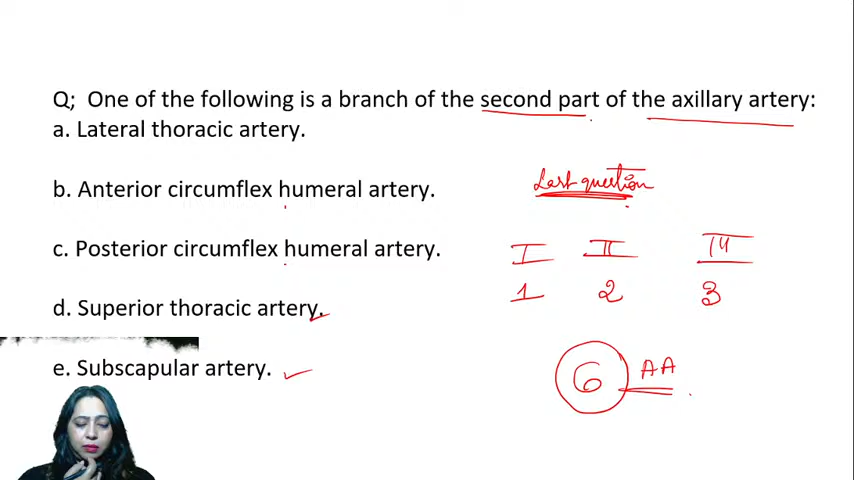 Q; One of the following is a branch of the second part of the axillary artery:
a. Lateral thoracic artery.
b. Anterior circumflex humeral artery.
Last question
c. Posterior circumflex humeral artery.
I II III
d. Superior thoracic artery.
1 2 3
e. Subscapular artery.
6 AA